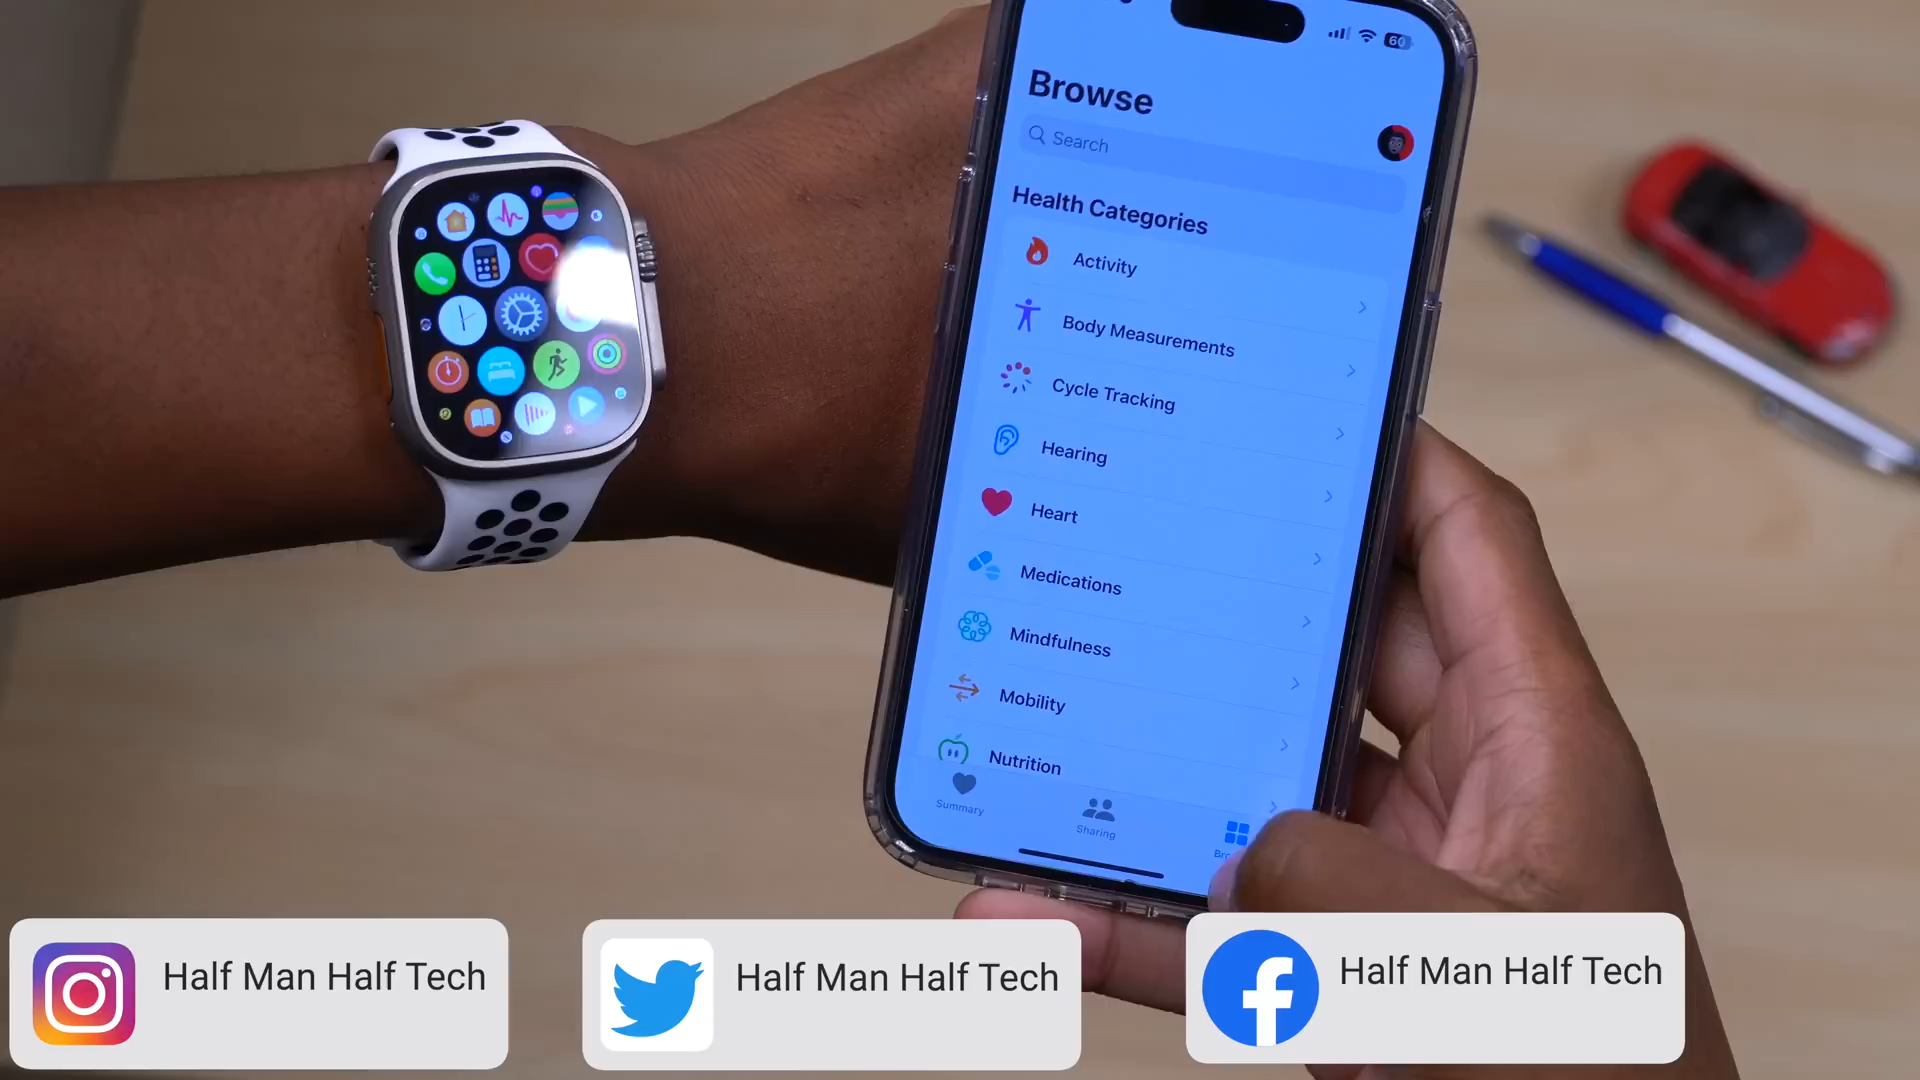 60
Browse
Search
Health Categories
Activity
Body Measurements
Cycle Tracking
Hearing
Heart
Medications
Mindfulness
Mobility
Nutrition
Summary
Sharing
Half Man Half Tech
Half Man Half Tech
Half Man Half Tech